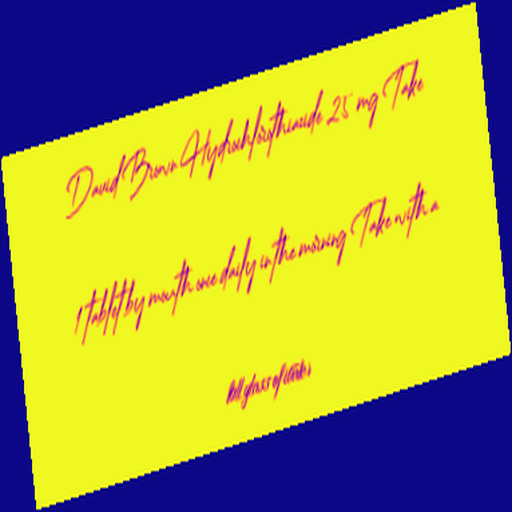 David Brown Hydrochlorothiazide 25 mg Take
1 tablet by mouth once daily in the morning Take with a
full glass of water